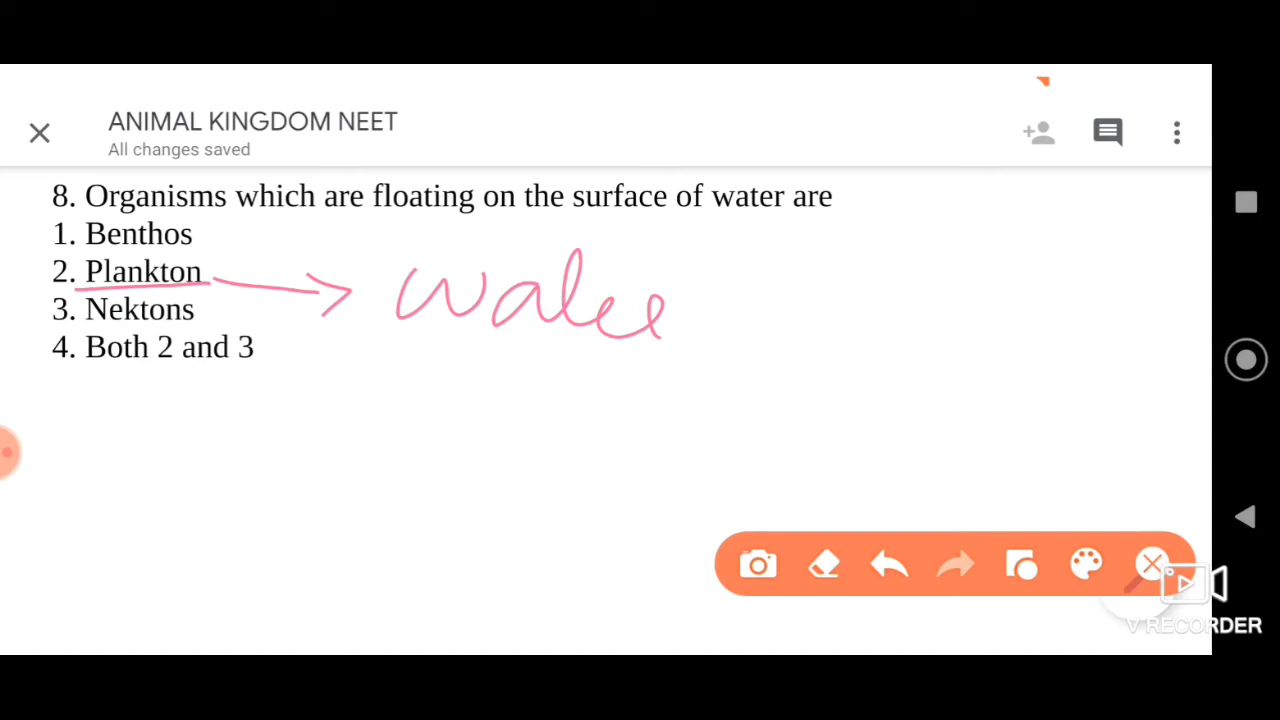 ANIMAL KINGDOM NEET
All changes saved
8. Organisms which are floating on the surface of water are
1. Benthos
2. Plankton → water
3. Nektons
4. Both 2 and 3
V RECORDER